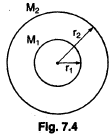 M₂
M₁
r₂
r₁
Fig. 7.4